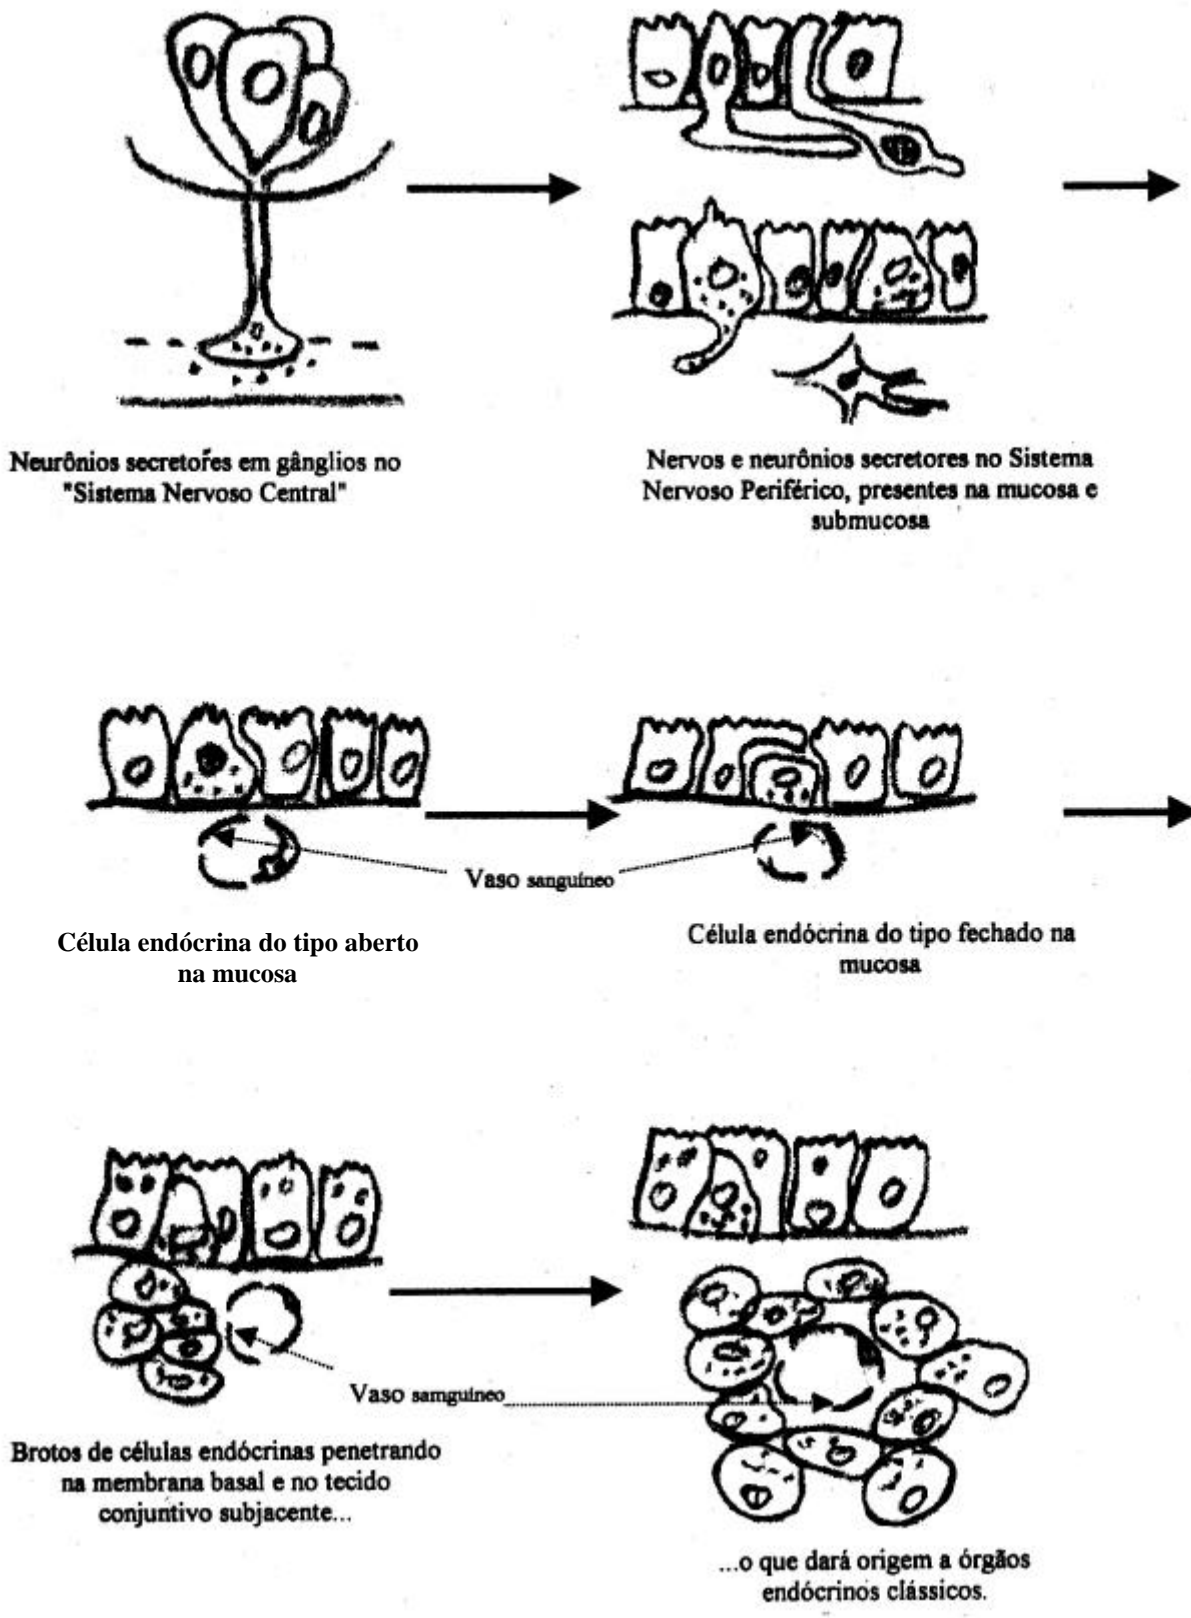 Neurônios secretores em gânglios no
"Sistema Nervoso Central"
Nervos e neurônios secretores no Sistema
Nervoso Periférico, presentes na mucosa e
submucosa
Vaso sanguíneo
Célula endócrina do tipo aberto
na mucosa
Célula endócrina do tipo fechado na
mucosa
Vaso samguíneo
Brotos de células endócrinas penetrando
na membrana basal e no tecido
conjuntivo subjacente...
...o que dará origem a órgãos
endócrinos clássicos.